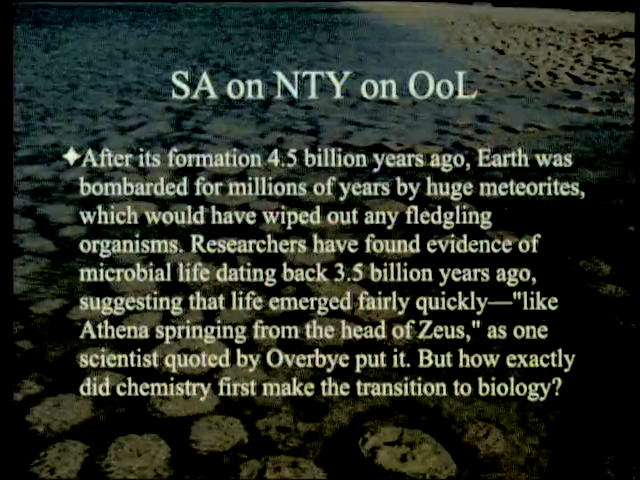 SA on NTY on OoL
✦After its formation 4.5 billion years ago, Earth was
bombarded for millions of years by huge meteorites,
which would have wiped out any fledgling
organisms. Researchers have found evidence of
microbial life dating back 3.5 billion years ago,
suggesting that life emerged fairly quickly—"like
Athena springing from the head of Zeus," as one
scientist quoted by Overbye put it. But how exactly
did chemistry first make the transition to biology?